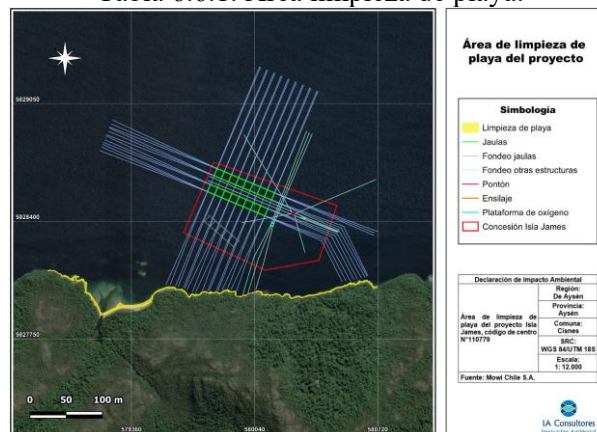 Tabla 6.6.1. Área limpieza de playa.
5829050
5828400
5827750
0 50 100 m
579360
580040
580720
Área de limpieza de
playa del proyecto
Simbología
Limpieza de playa
Jaulas
Fondeo jaulas
Fondeo otras estructuras
Pontón
Ensilaje
Plataforma de oxígeno
Concesión Isla James
Declaración de Impacto Ambiental
Área de limpieza de
playa del proyecto Isla
James, código de centro
N°110779
Región:
De Aysén
Provincia:
Aysén
Comuna:
Cisnes
SRC:
WGS 84/UTM 18S
Escala:
1: 12.000
Fuente: Mowi Chile S.A.
IA Consultores